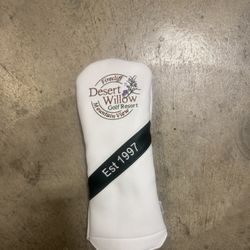 Firecliff
Desert
Willow
Golf Resort
Mountain View
Est 1997